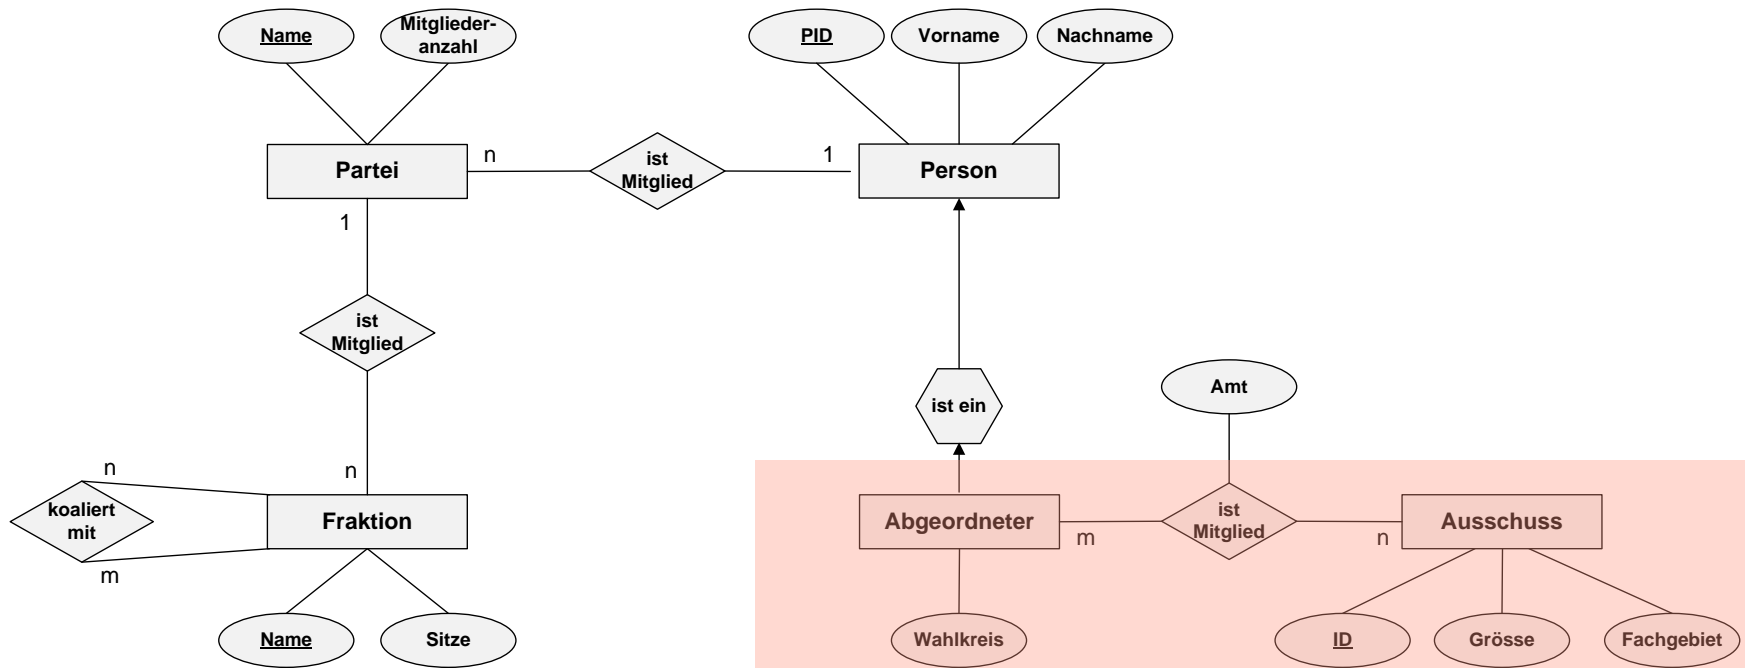 Name
Mitglieder-
anzahl
PID
Vorname
Nachname
Partei
n
ist
Mitglied
1
Person
1
ist
Mitglied
n
ist ein
Amt
n
koaliert
mit
m
Fraktion
Abgeordneter
m
ist
Mitglied
n
Ausschuss
Name
Sitze
Wahlkreis
ID
Grösse
Fachgebiet